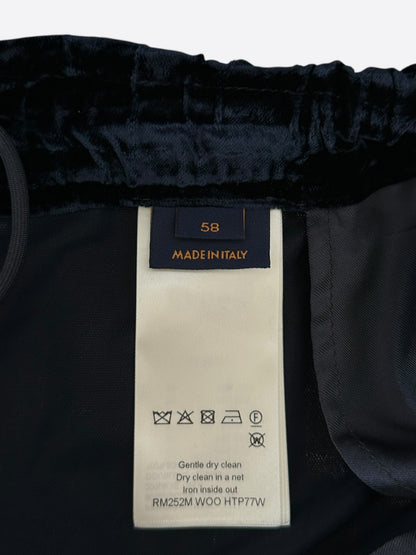 58
MADE IN ITALY
Gentle dry clean
Dry clean in a net
Iron inside out
RM252M WOO HTP77W